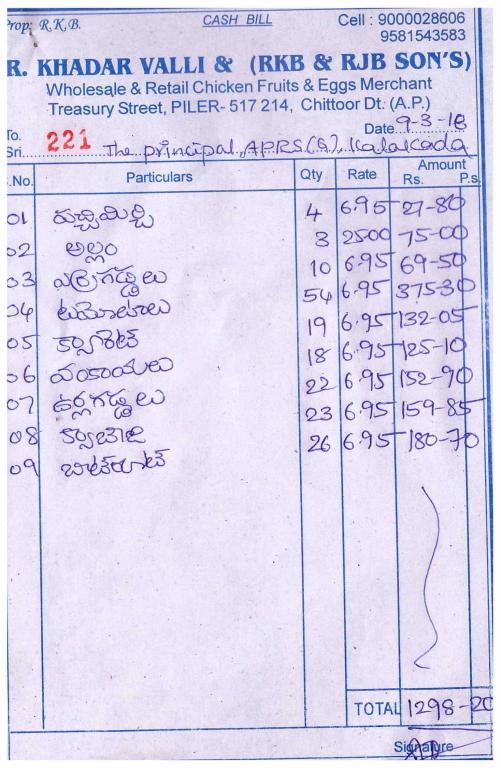 Prop: R.K.B. CASH BILL Cell : 9000028606
9581543583
R. KHADAR VALLI & (RKB & RJB SON'S)
Wholesale & Retail Chicken Fruits & Eggs Merchant
Treasury Street, PILER- 517 214, Chittoor Dt. (A.P.)
To. 221 Date 9-3-18
Sri. The principal, APRS(G), Kalakada
.No. Particulars Qty Rate Amount
Rs. P.s.
01 పచ్చిమిర్చి 4 6.95 27-80
02 అల్లం 3 25.00 75-00
03 ఎర్రగడ్డలు 10 6.95 69-50
04 టమోటాలు 54 6.95 375-30
05 క్యారెట్ 19 6.95 132-05
06 వంకాయలు 18 6.95 125-10
07 ఉర్లగడ్డలు 22 6.95 152-90
08 క్యాబేజి 23 6.95 159-85
09 బీట్‌రూట్ 26 6.95 180-70
TOTAL 1298-20
Signature